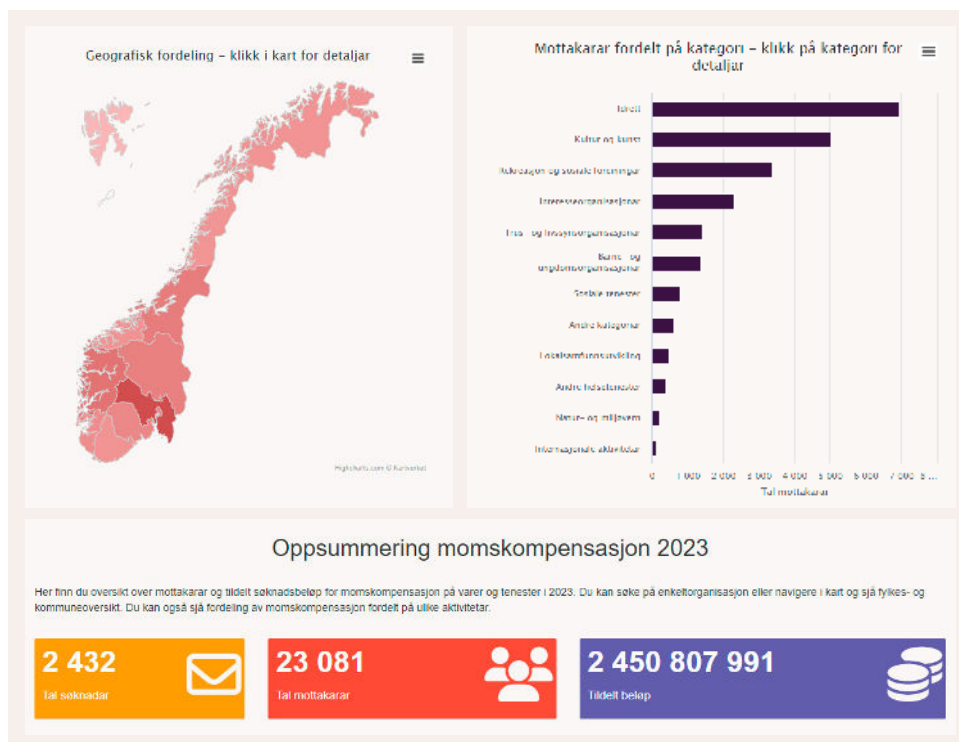 Geografisk fordeling – klikk i kart for detaljar
Highcharts.com © Kartverket
Mottakarar fordelt på kategori – klikk på kategori for
detaljar
Idrett
Kultur og kunst
Rekreasjon og sosiale foreiningar
Interesseorganisasjonar
Trus- og livssynsorganisasjonar
Barne- og
ungdomsorganisasjonar
Sosiale tenester
Andre kategoriar
Lokalsamfunnsutvikling
Andre helsetenester
Natur- og miljøvern
Internasjonale aktivitetar
0 1 000 2 000 3 000 4 000 5 000 6 000 7 000 8 ...
Tal mottakarar
Oppsummering momskompensasjon 2023
Her finn du oversikt over mottakarar og tildelt søknadsbeløp for momskompensasjon på varer og tenester i 2023. Du kan søke på enkeltorganisasjon eller navigere i kart og sjå fylkes- og
kommuneoversikt. Du kan også sjå fordeling av momskompensasjon fordelt på ulike aktivitetar.
2 432
Tal søknadar
23 081
Tal mottakarar
2 450 807 991
Tildelt beløp